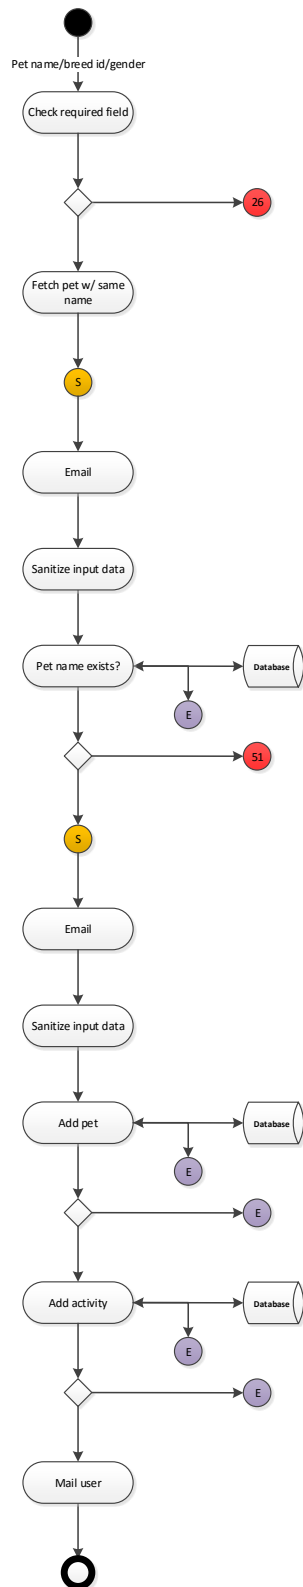 Pet name/breed id/gender
Check required field
26
Fetch pet w/ same
name
S
Email
Sanitize input data
Pet name exists?
Database
E
51
S
Email
Sanitize input data
Add pet
Database
E
E
Add activity
Database
E
E
Mail user